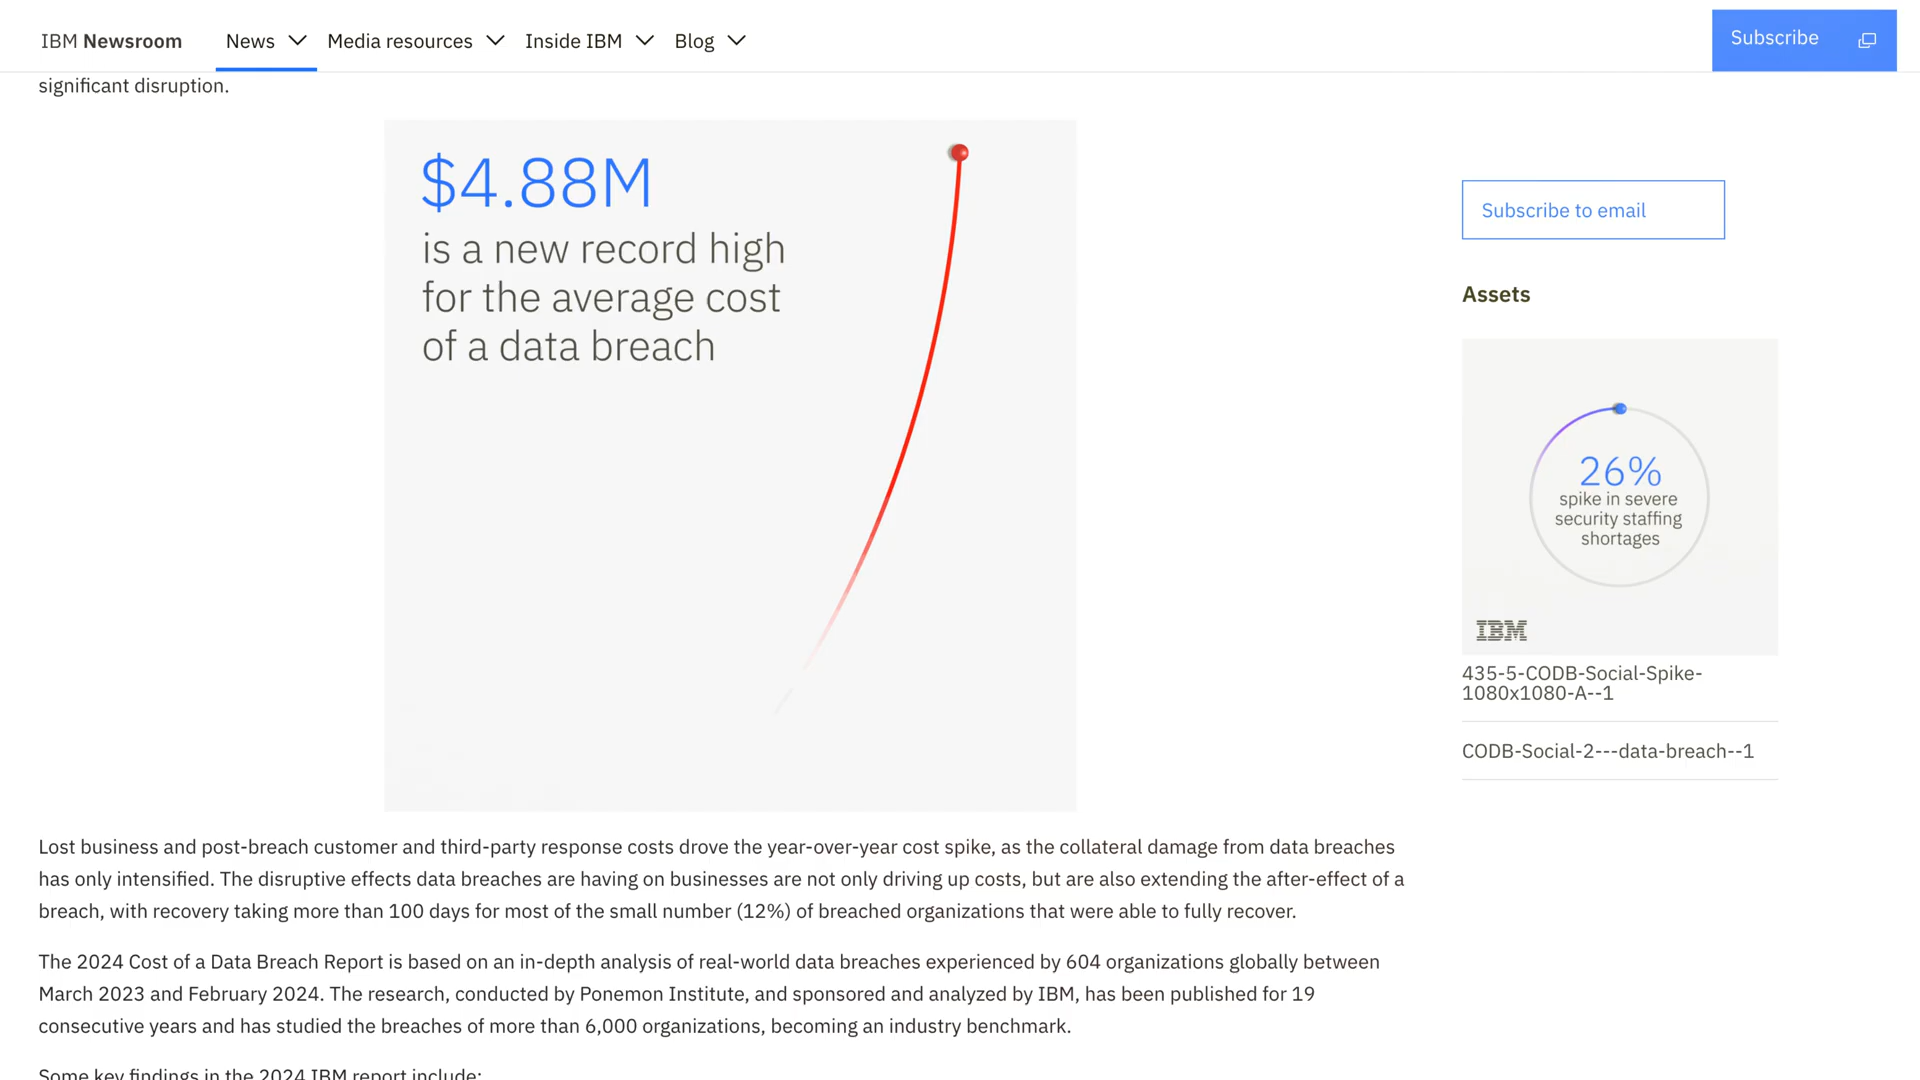 IBM Newsroom
News
Media resources
Inside IBM
Blog
Subscribe
significant disruption.
$4.88M
is a new record high
for the average cost
of a data breach
Subscribe to email
Assets
26%
spike in severe
security staffing
shortages
IBM
435-5-CODB-Social-Spike-
1080x1080-A--1
CODB-Social-2---data-breach--1
Lost business and post-breach customer and third-party response costs drove the year-over-year cost spike, as the collateral damage from data breaches
has only intensified. The disruptive effects data breaches are having on businesses are not only driving up costs, but are also extending the after-effect of a
breach, with recovery taking more than 100 days for most of the small number (12%) of breached organizations that were able to fully recover.
The 2024 Cost of a Data Breach Report is based on an in-depth analysis of real-world data breaches experienced by 604 organizations globally between
March 2023 and February 2024. The research, conducted by Ponemon Institute, and sponsored and analyzed by IBM, has been published for 19
consecutive years and has studied the breaches of more than 6,000 organizations, becoming an industry benchmark.
Some key findings in the 2024 IBM report include: